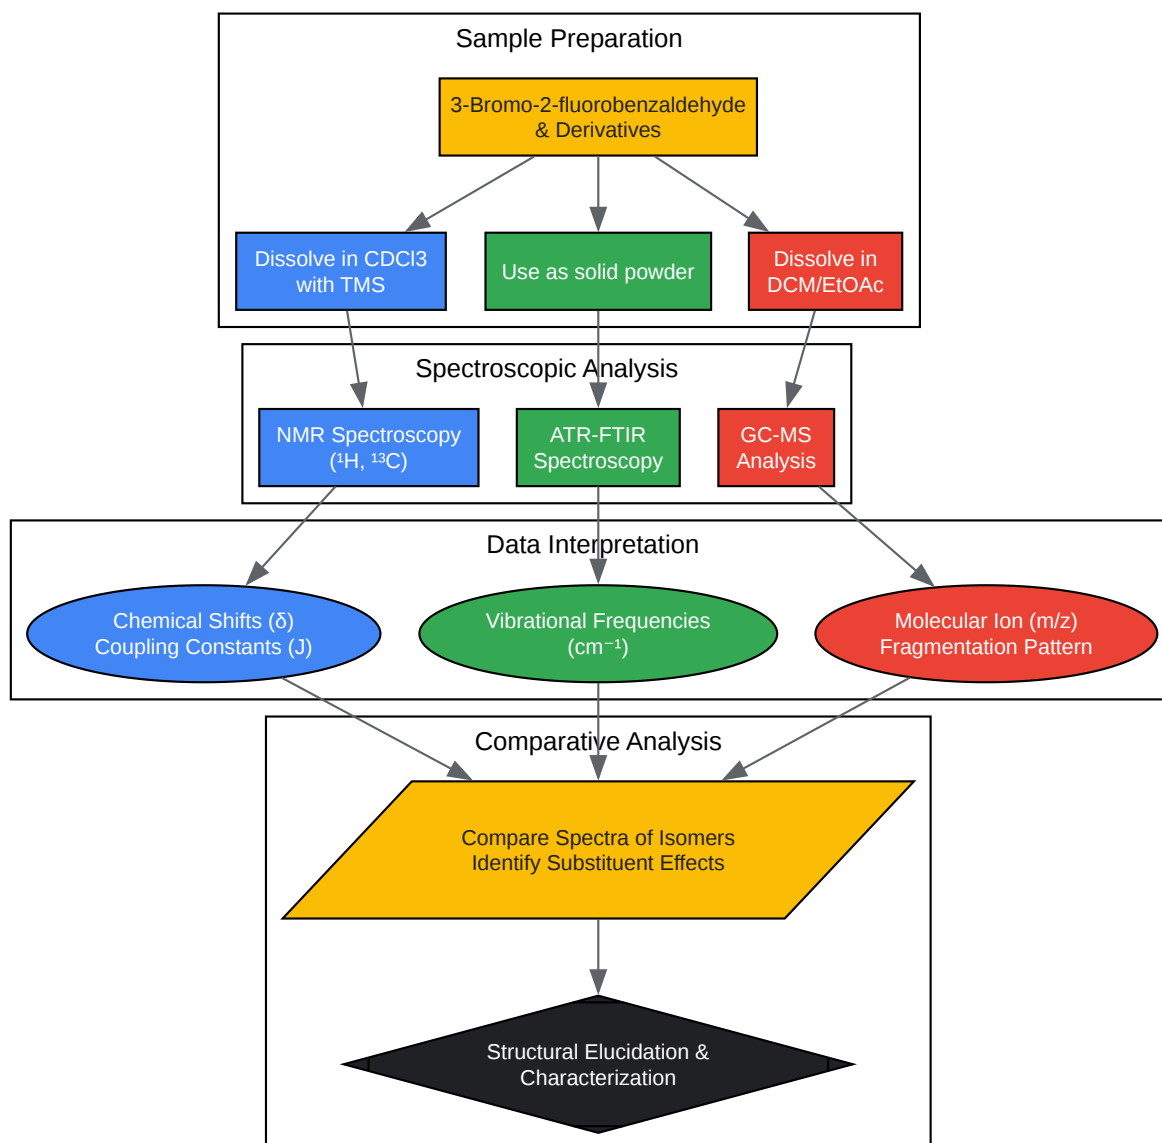 Sample Preparation
3-Bromo-2-fluorobenzaldehyde
& Derivatives
Dissolve in CDCl3
with TMS
Use as solid powder
Dissolve in
DCM/EtOAc
Spectroscopic Analysis
NMR Spectroscopy
(¹H, ¹³C)
ATR-FTIR
Spectroscopy
GC-MS
Analysis
Data Interpretation
Chemical Shifts (δ)
Coupling Constants (J)
Vibrational Frequencies
(cm⁻¹)
Molecular Ion (m/z)
Fragmentation Pattern
Comparative Analysis
Compare Spectra of Isomers
Identify Substituent Effects
Structural Elucidation &
Characterization